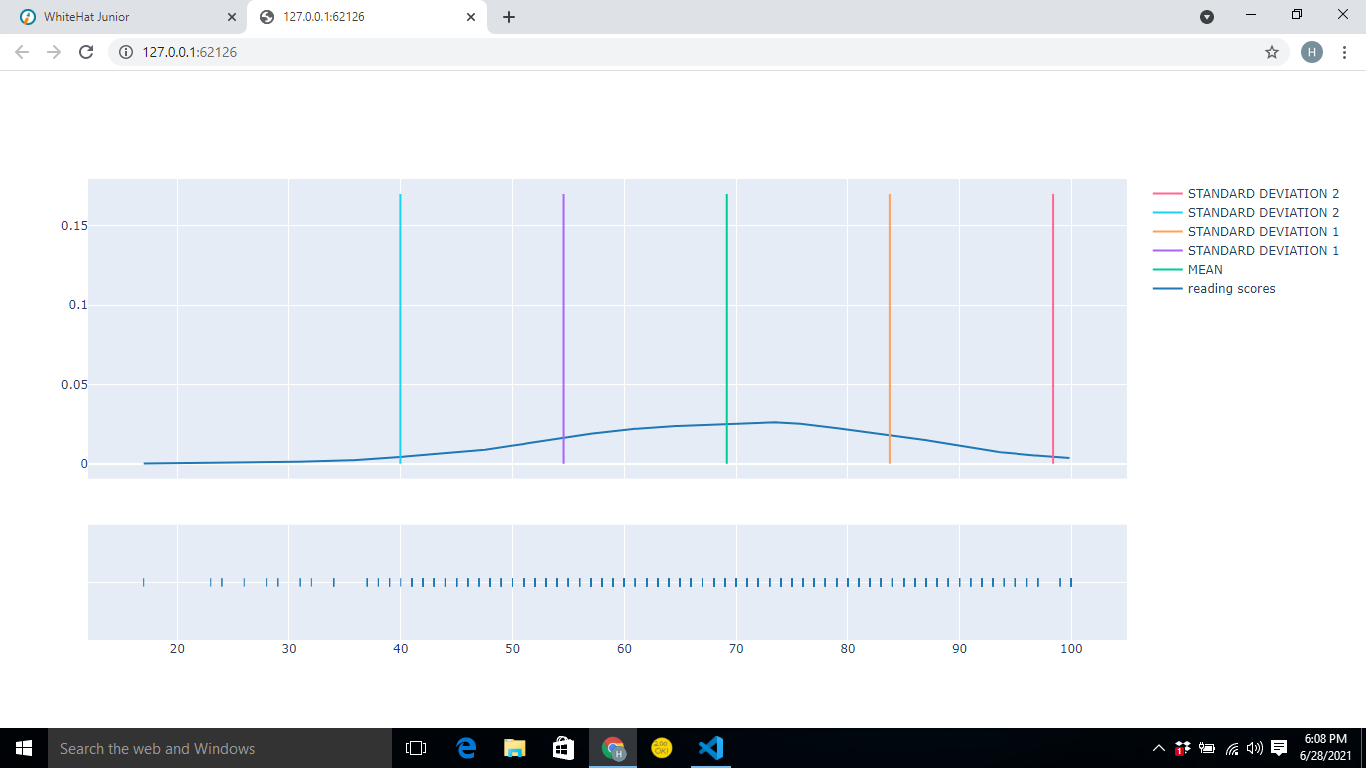 WhiteHat Junior
127.0.0.1:62126
127.0.0.1:62126
H
STANDARD DEVIATION 2
STANDARD DEVIATION 2
STANDARD DEVIATION 1
STANDARD DEVIATION 1
MEAN
reading scores
0.15
0.1
0.05
0
20 30 40 50 60 70 80 90 100
Search the web and Windows
H
1
6:08 PM
6/28/2021